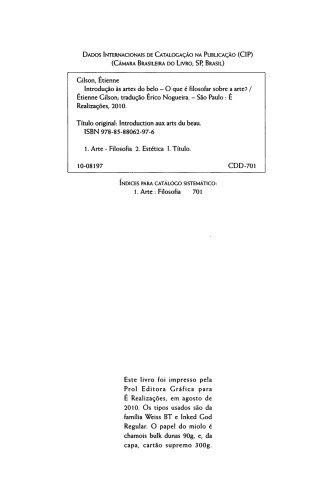 Dados Internacionais de Catalogação na Publicação (CIP)
(Câmara Brasileira do Livro, SP, Brasil)
Gilson, Étienne
Introdução às artes do belo – O que é filosofar sobre a arte? /
Étienne Gilson; tradução Érico Nogueira. – São Paulo : É
Realizações, 2010.
Título original: Introduction aux arts du beau.
ISBN 978-85-88062-97-6
1. Arte - Filosofia 2. Estética I. Título.
10-08197 CDD-701
Índices para catálogo sistemático:
1. Arte : Filosofia 701
Este livro foi impresso pela
Prol Editora Gráfica para
É Realizações, em agosto de
2010. Os tipos usados são da
família Weiss BT e Inked God
Regular. O papel do miolo é
chamois bulk dunas 90g, e, da
capa, cartão supremo 300g.